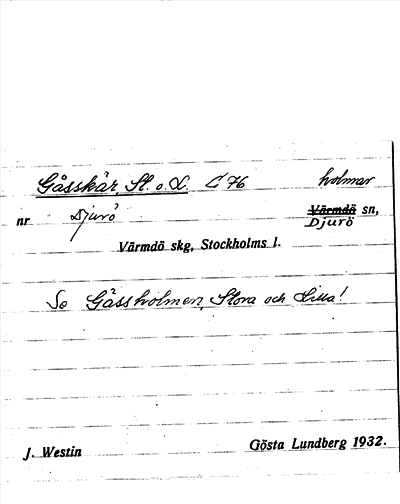 Gåsskär, St. o. L. C 76 holmar
nr Djurö Värmdö sn,
Djurö
Värmdö skg, Stockholms l.
Se Gåssholmen, Stora och Lilla!
J. Westin Gösta Lundberg 1932.